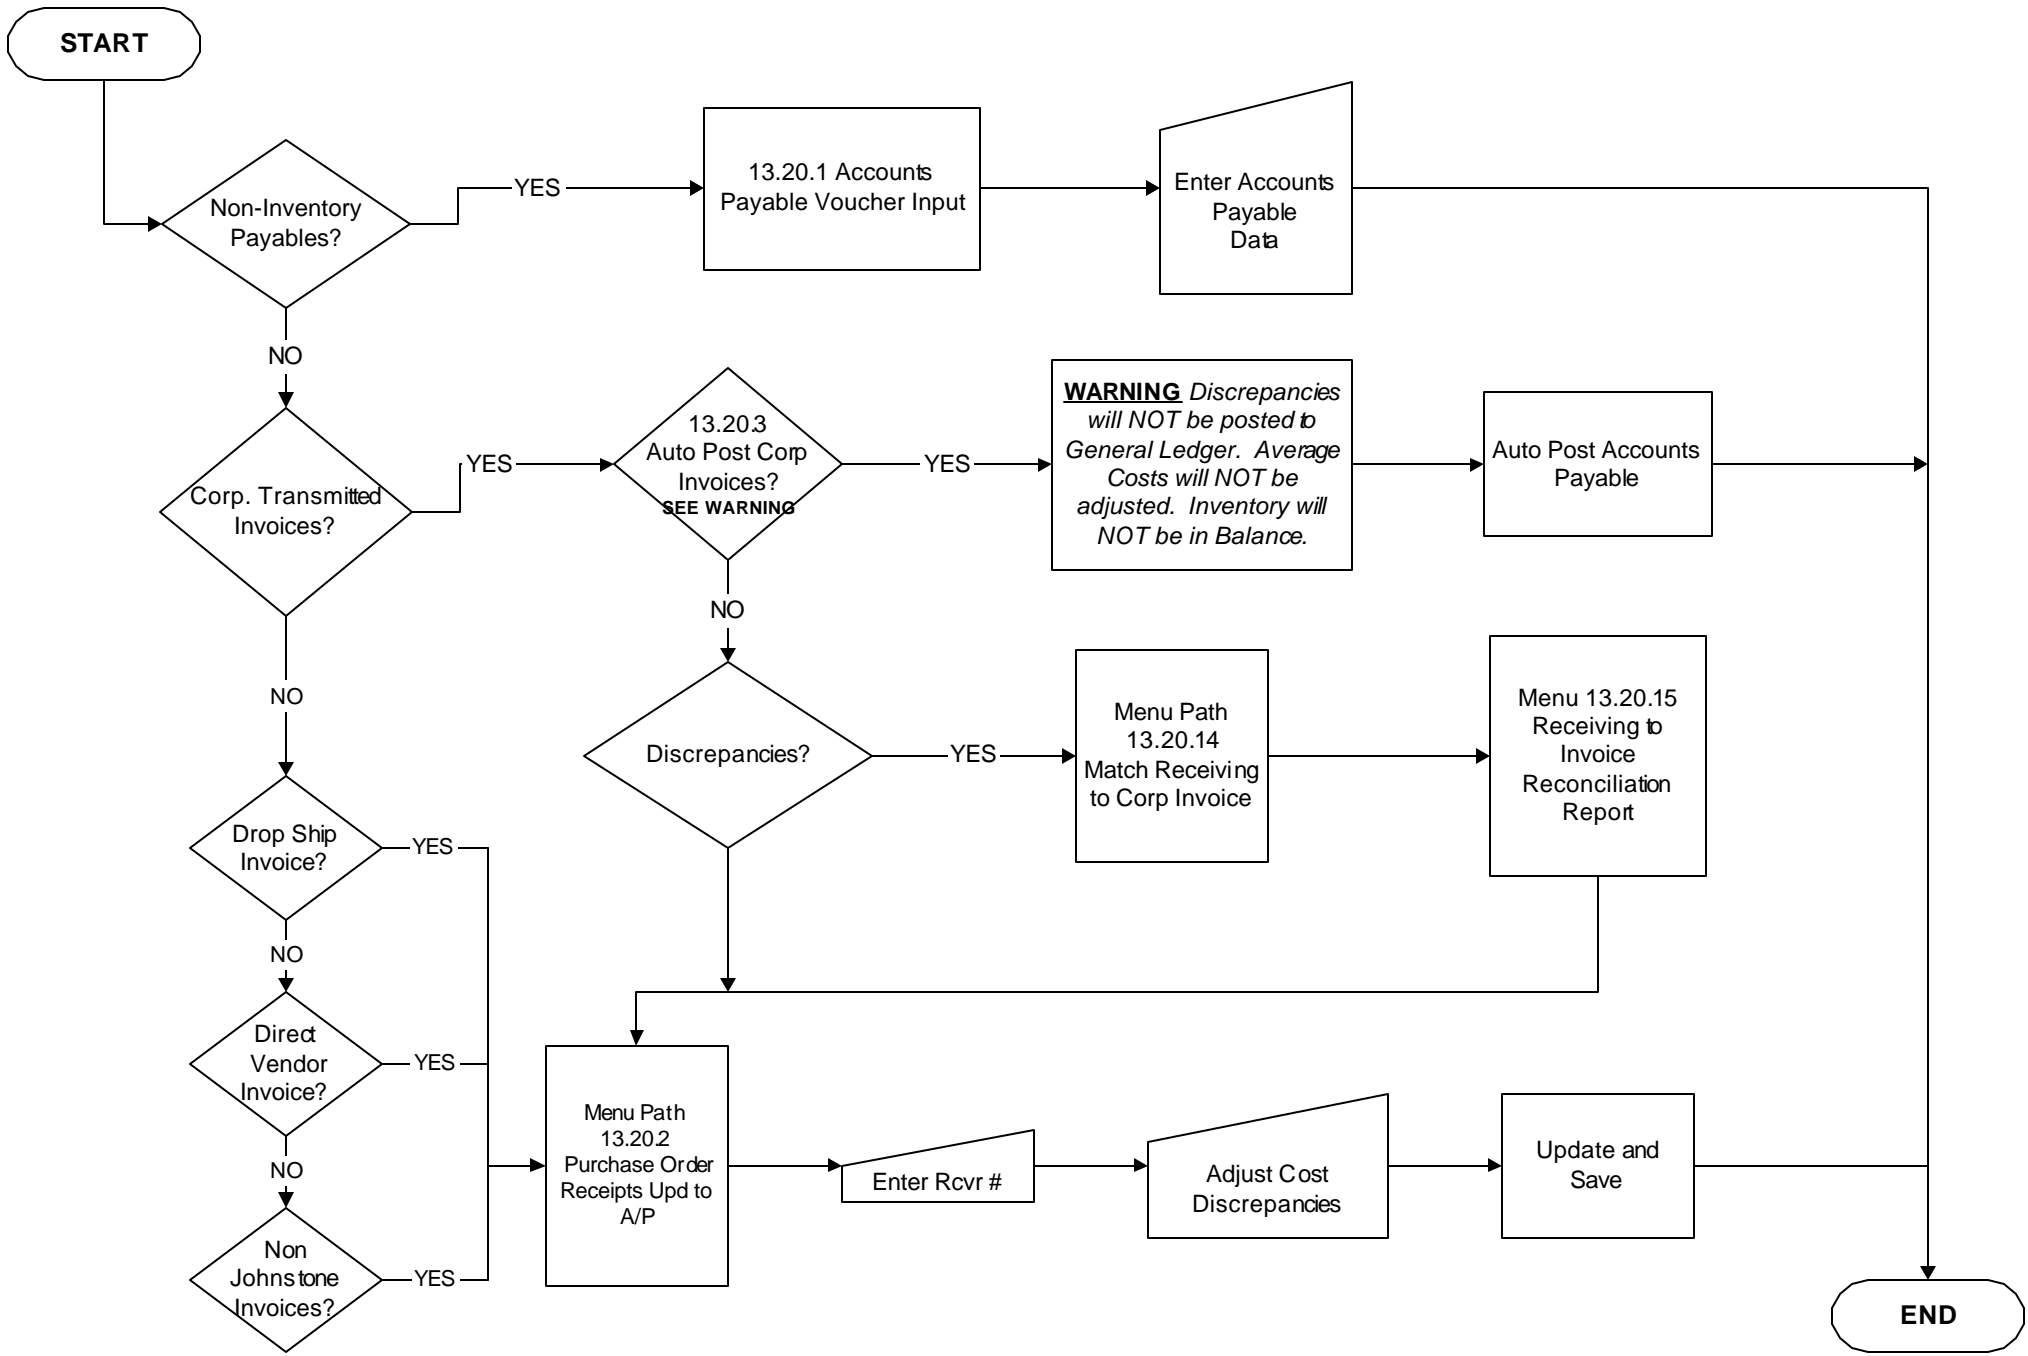 START
Non-Inventory
Payables?
YES
13.20.1 Accounts
Payable Voucher Input
Enter Accounts
Payable
Data
NO
Corp. Transmitted
Invoices?
YES
13.20.3
Auto Post Corp
Invoices?
SEE WARNING
YES
WARNING Discrepancies
will NOT be posted to
General Ledger. Average
Costs will NOT be
adjusted. Inventory will
NOT be in Balance.
Auto Post Accounts
Payable
NO
Discrepancies?
YES
Menu Path
13.20.14
Match Receiving
to Corp Invoice
Menu 13.20.15
Receiving to
Invoice
Reconciliation
Report
NO
Drop Ship
Invoice?
YES
NO
Direct
Vendor
Invoice?
YES
NO
Non
Johnstone
Invoices?
YES
Menu Path
13.20.2
Purchase Order
Receipts Upd to
A/P
Enter Rcvr #
Adjust Cost
Discrepancies
Update and
Save
END